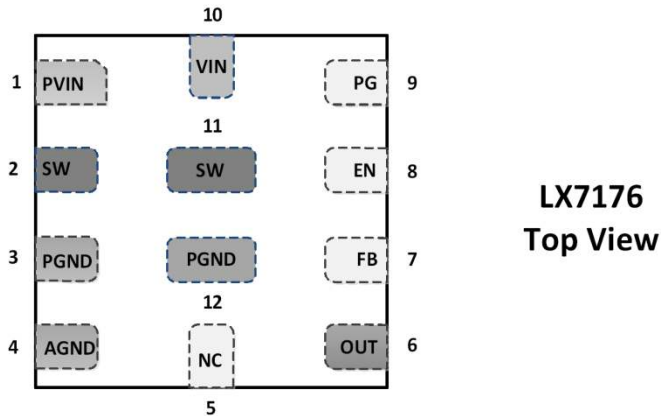 10
1 PVIN VIN PG 9
11
2 SW SW EN 8
LX7176
Top View
3 PGND PGND FB 7
12
4 AGND NC OUT 6
5